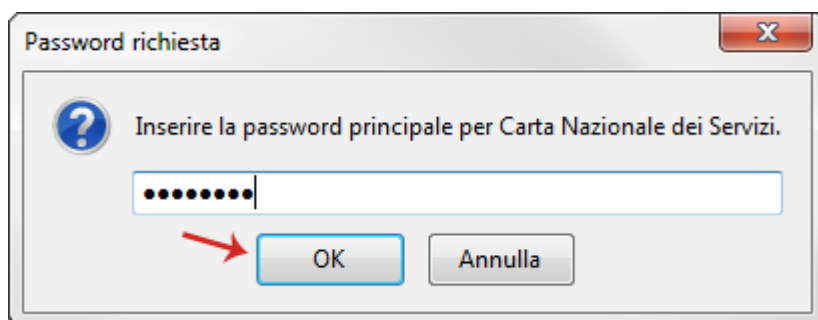 Password richiesta
Inserire la password principale per Carta Nazionale dei Servizi.
••••••••
OK
Annulla